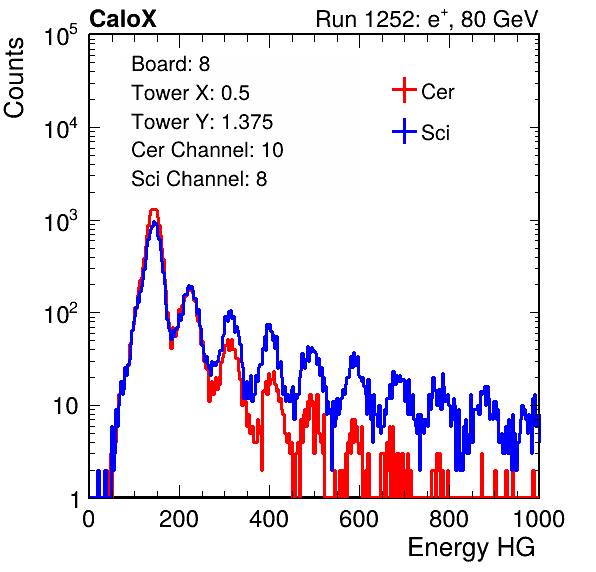 CaloX Run 1252: e⁺, 80 GeV
Counts
10⁵
10⁴
10³
10²
10
1
Board: 8
Tower X: 0.5
Tower Y: 1.375
Cer Channel: 10
Sci Channel: 8
Cer
Sci
0 200 400 600 800 1000
Energy HG